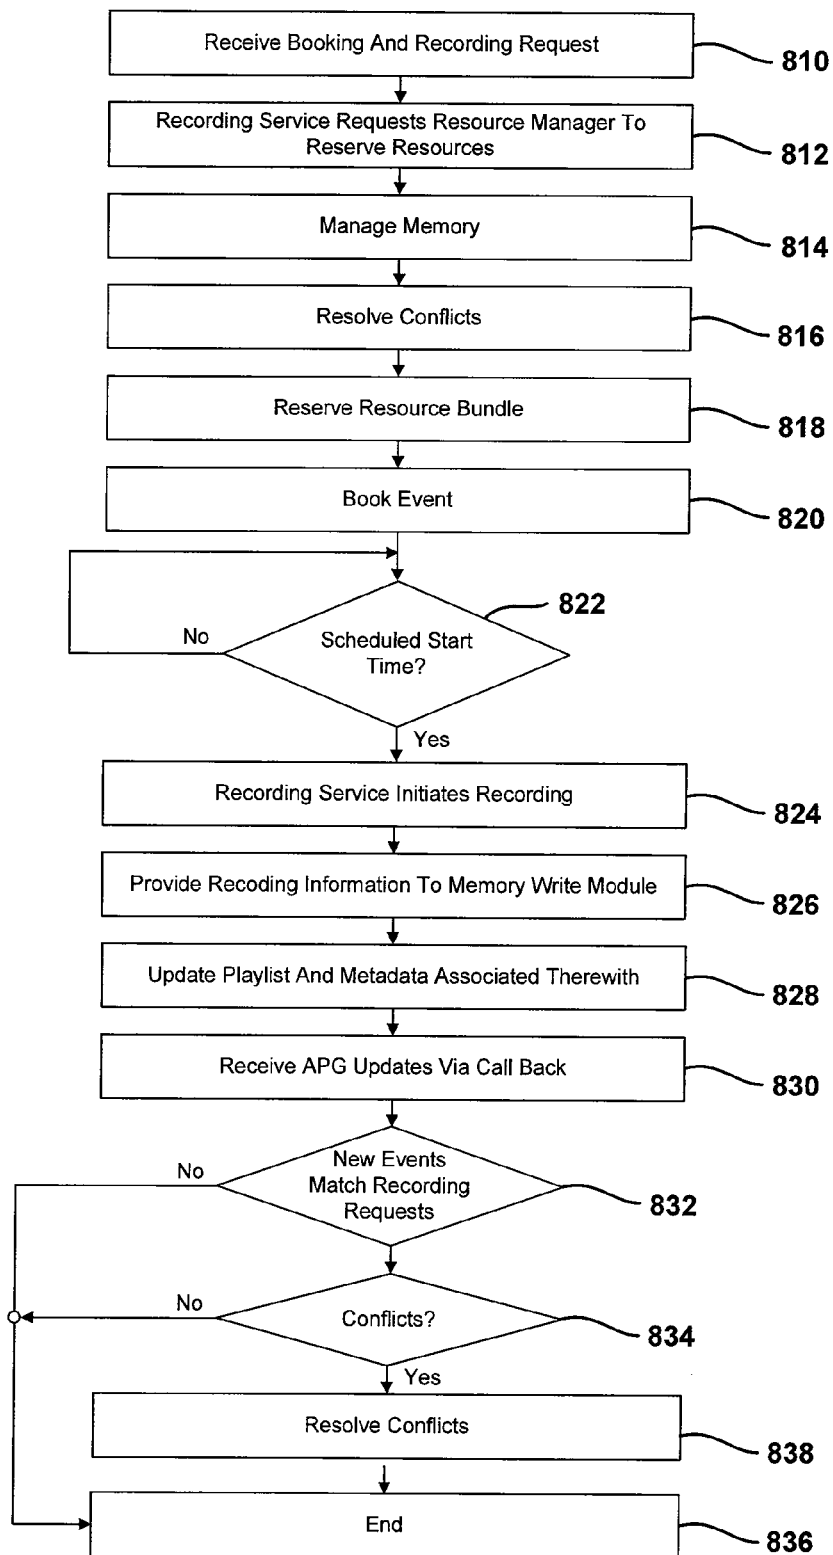 Receive Booking And Recording Request
810
Recording Service Requests Resource Manager To
Reserve Resources
812
Manage Memory
814
Resolve Conflicts
816
Reserve Resource Bundle
818
Book Event
820
822
No
Scheduled Start
Time?
Yes
Recording Service Initiates Recording
824
Provide Recoding Information To Memory Write Module
826
Update Playlist And Metadata Associated Therewith
828
Receive APG Updates Via Call Back
830
No
New Events
Match Recording
Requests
832
No
Conflicts?
834
Yes
Resolve Conflicts
838
End
836